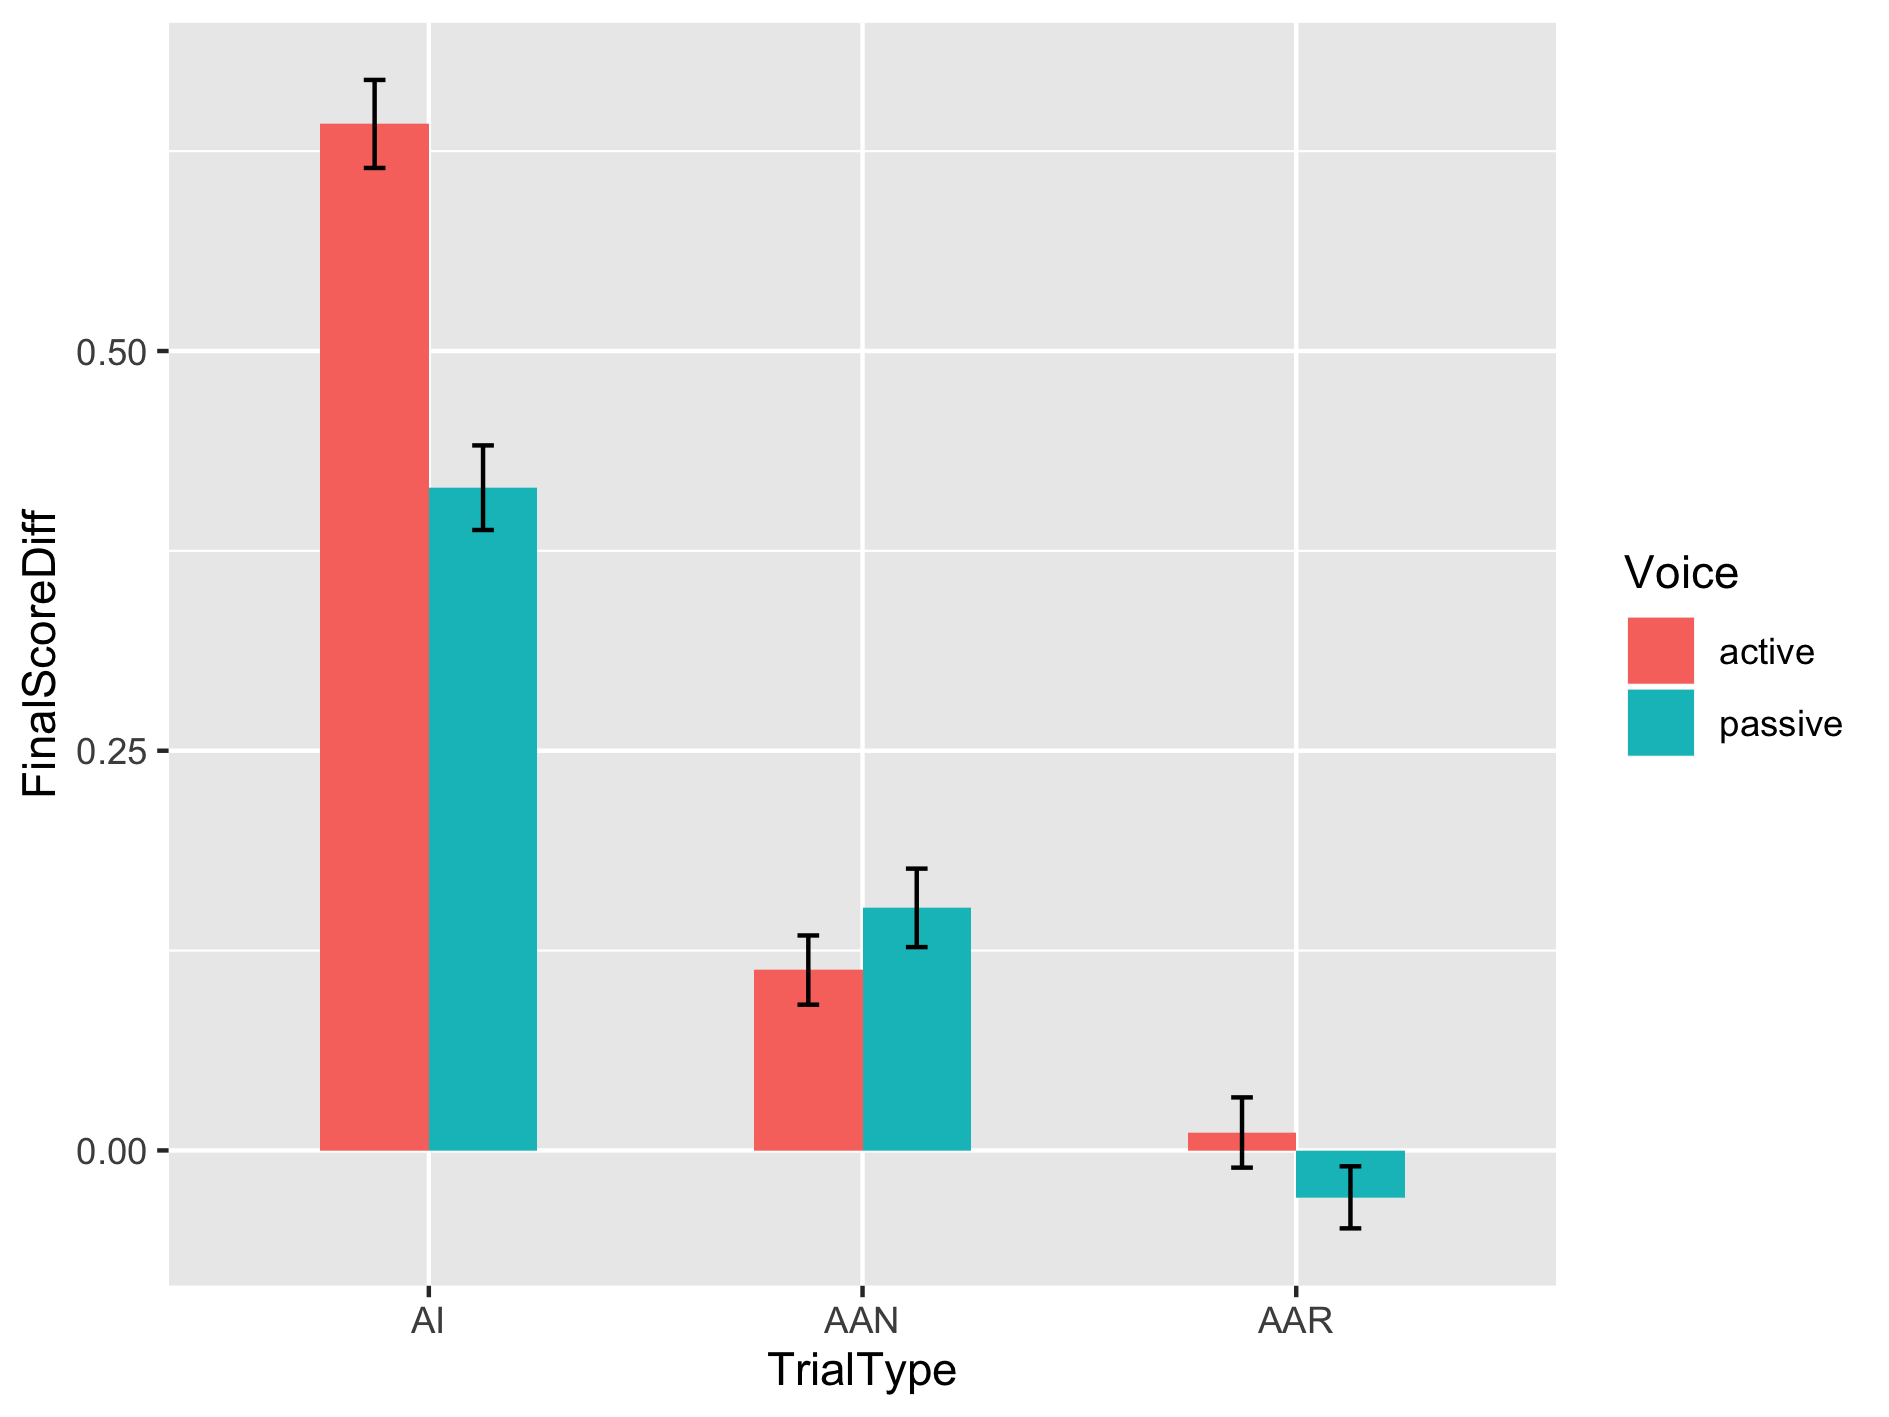 FinalScoreDiff
0.50
0.25
0.00
AI
AAN
AAR
TrialType
Voice
active
passive